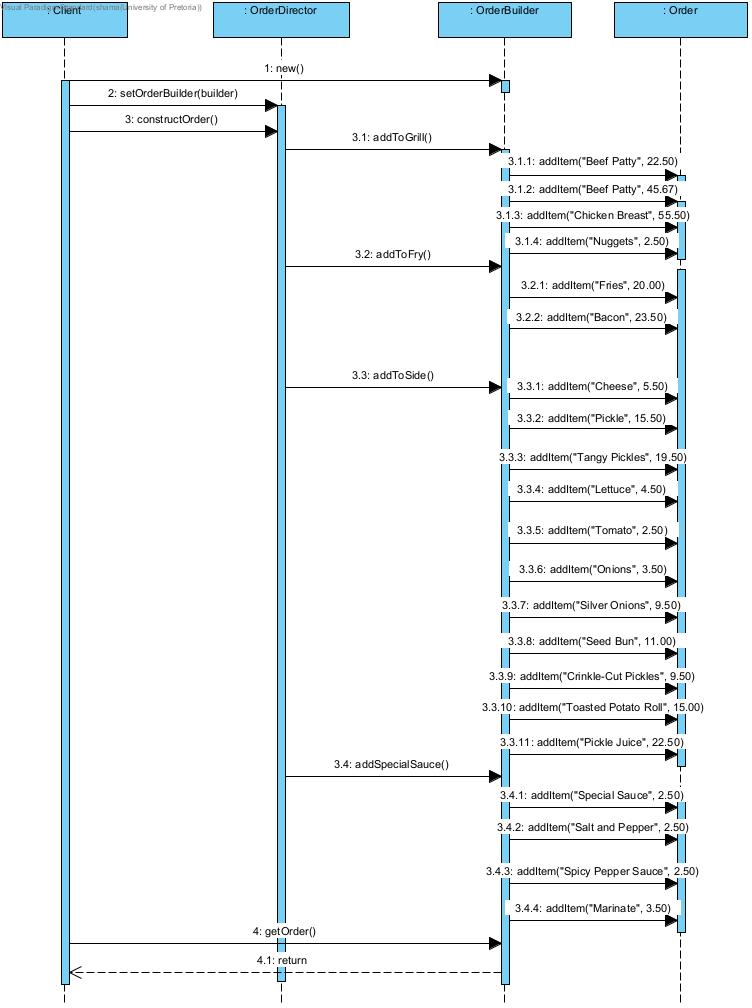 Visual Paradigm Standard(shama(University of Pretoria))
: Client
: OrderDirector
: OrderBuilder
: Order
1: new()
2: setOrderBuilder(builder)
3: constructOrder()
3.1: addToGrill()
3.1.1: addItem("Beef Patty", 22.50)
3.1.2: addItem("Beef Patty", 45.67)
3.1.3: addItem("Chicken Breast", 55.50)
3.1.4: addItem("Nuggets", 2.50)
3.2: addToFry()
3.2.1: addItem("Fries", 20.00)
3.2.2: addItem("Bacon", 23.50)
3.3: addToSide()
3.3.1: addItem("Cheese", 5.50)
3.3.2: addItem("Pickle", 15.50)
3.3.3: addItem("Tangy Pickles", 19.50)
3.3.4: addItem("Lettuce", 4.50)
3.3.5: addItem("Tomato", 2.50)
3.3.6: addItem("Onions", 3.50)
3.3.7: addItem("Silver Onions", 9.50)
3.3.8: addItem("Seed Bun", 11.00)
3.3.9: addItem("Crinkle-Cut Pickles", 9.50)
3.3.10: addItem("Toasted Potato Roll", 15.00)
3.3.11: addItem("Pickle Juice", 22.50)
3.4: addSpecialSauce()
3.4.1: addItem("Special Sauce", 2.50)
3.4.2: addItem("Salt and Pepper", 2.50)
3.4.3: addItem("Spicy Pepper Sauce", 2.50)
3.4.4: addItem("Marinate", 3.50)
4: getOrder()
4.1: return